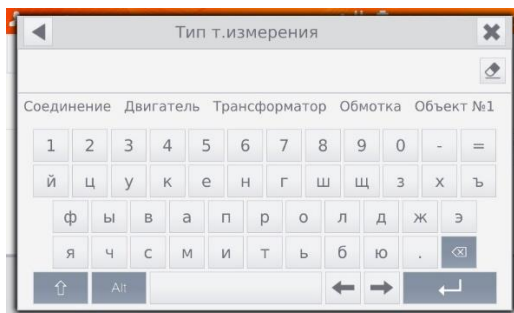 Тип т.измерения
Соединение Двигатель Трансформатор Обмотка Объект №1
1 2 3 4 5 6 7 8 9 0 - =
й ц у к е н г ш щ з х ъ
ф ы в а п р о л д ж э
я ч с м и т ь б ю .
Alt